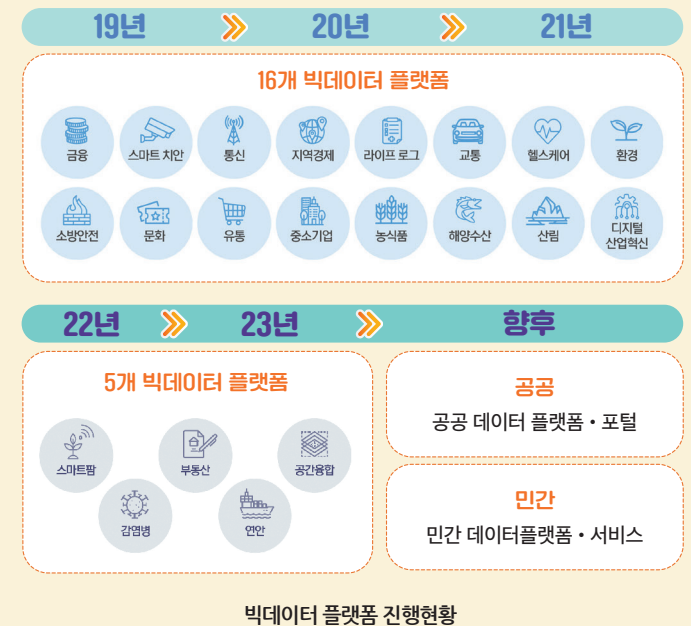 19년 20년 21년
16개 빅데이터 플랫폼
금융 스마트 치안 통신 지역경제 라이프 로그 교통 헬스케어 환경
소방안전 문화 유통 중소기업 농식품 해양수산 산림 디지털
산업혁신
22년 23년 향후
5개 빅데이터 플랫폼
스마트팜 부동산 공간융합
감염병 연안
공공
공공 데이터 플랫폼・포털
민간
민간 데이터플랫폼・서비스
빅데이터 플랫폼 진행현황